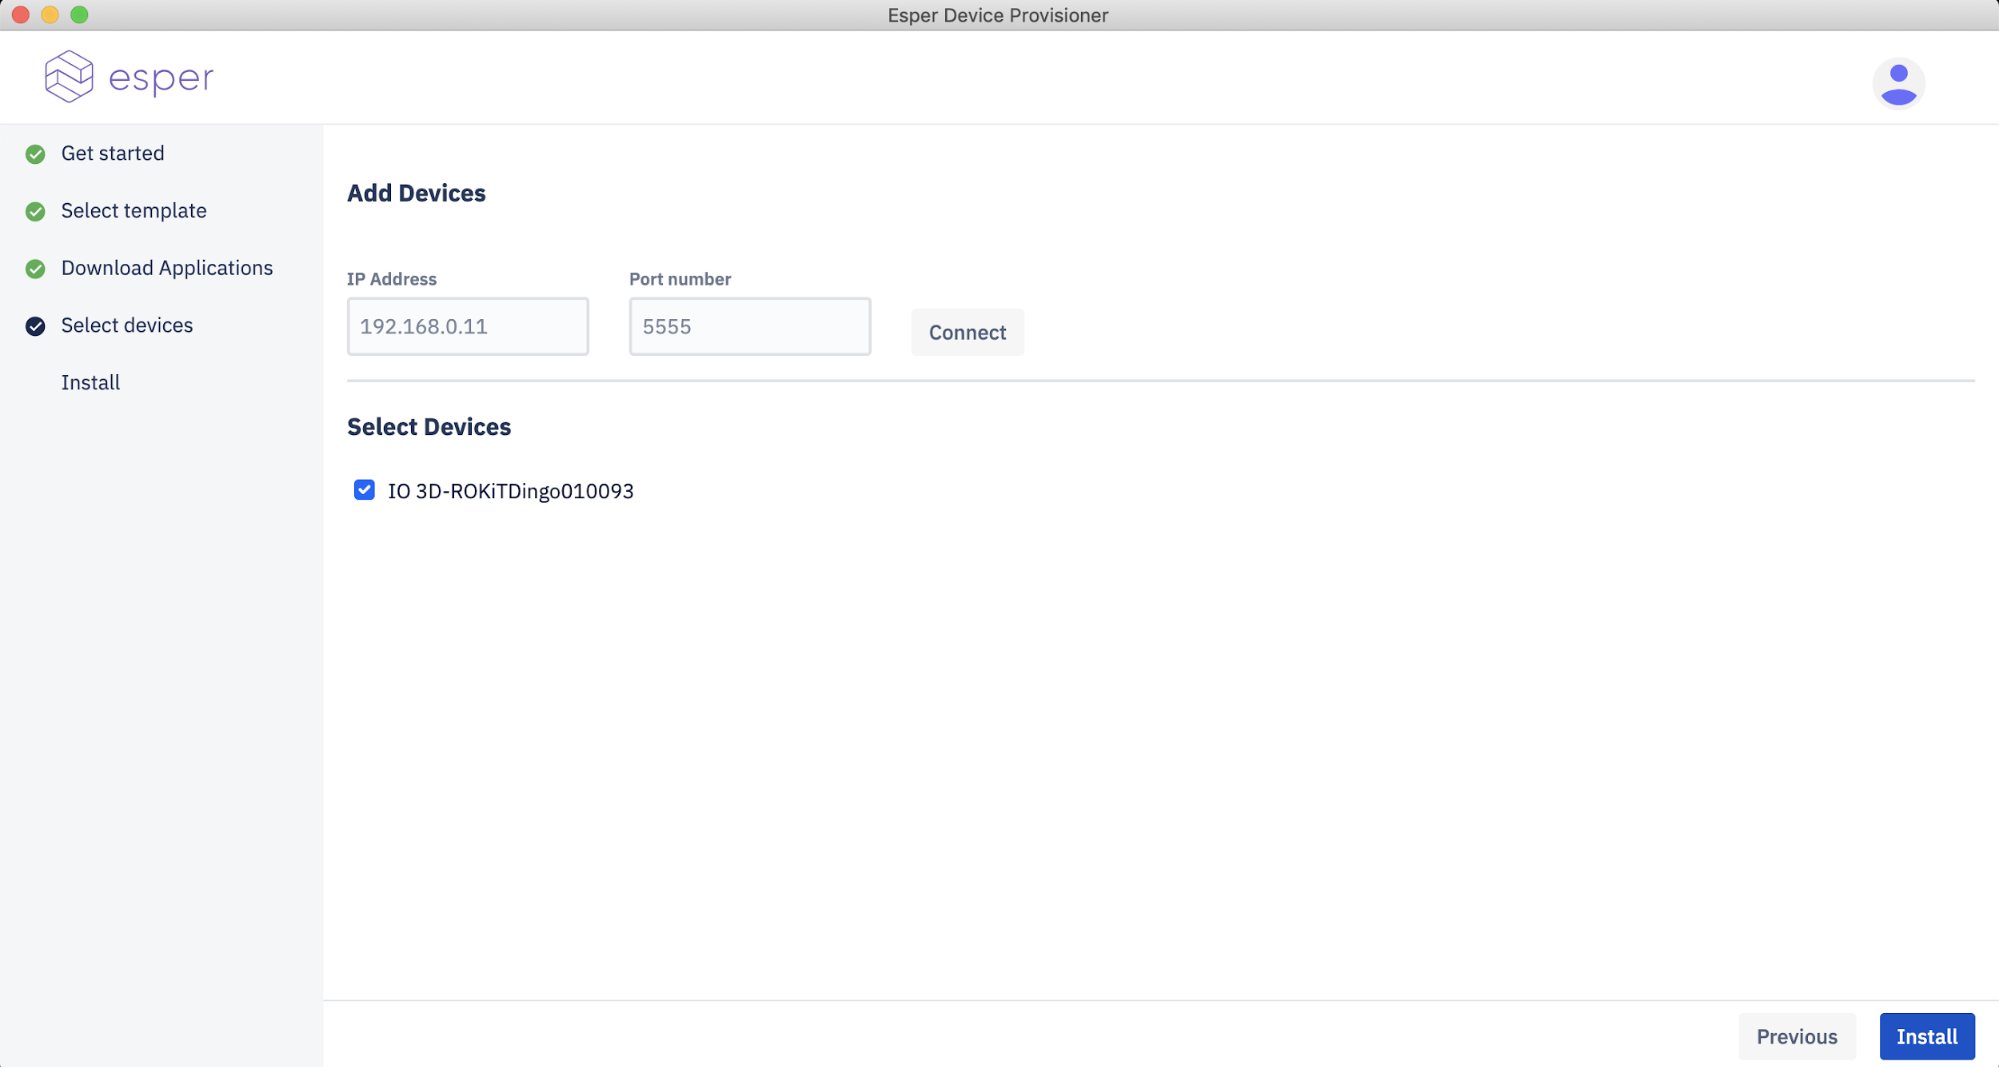 Esper Device Provisioner
esper
Get started
Select template
Download Applications
Select devices
Install
Add Devices
IP Address
Port number
192.168.0.11
5555
Connect
Select Devices
IO 3D-ROKiTDingo010093
Previous
Install